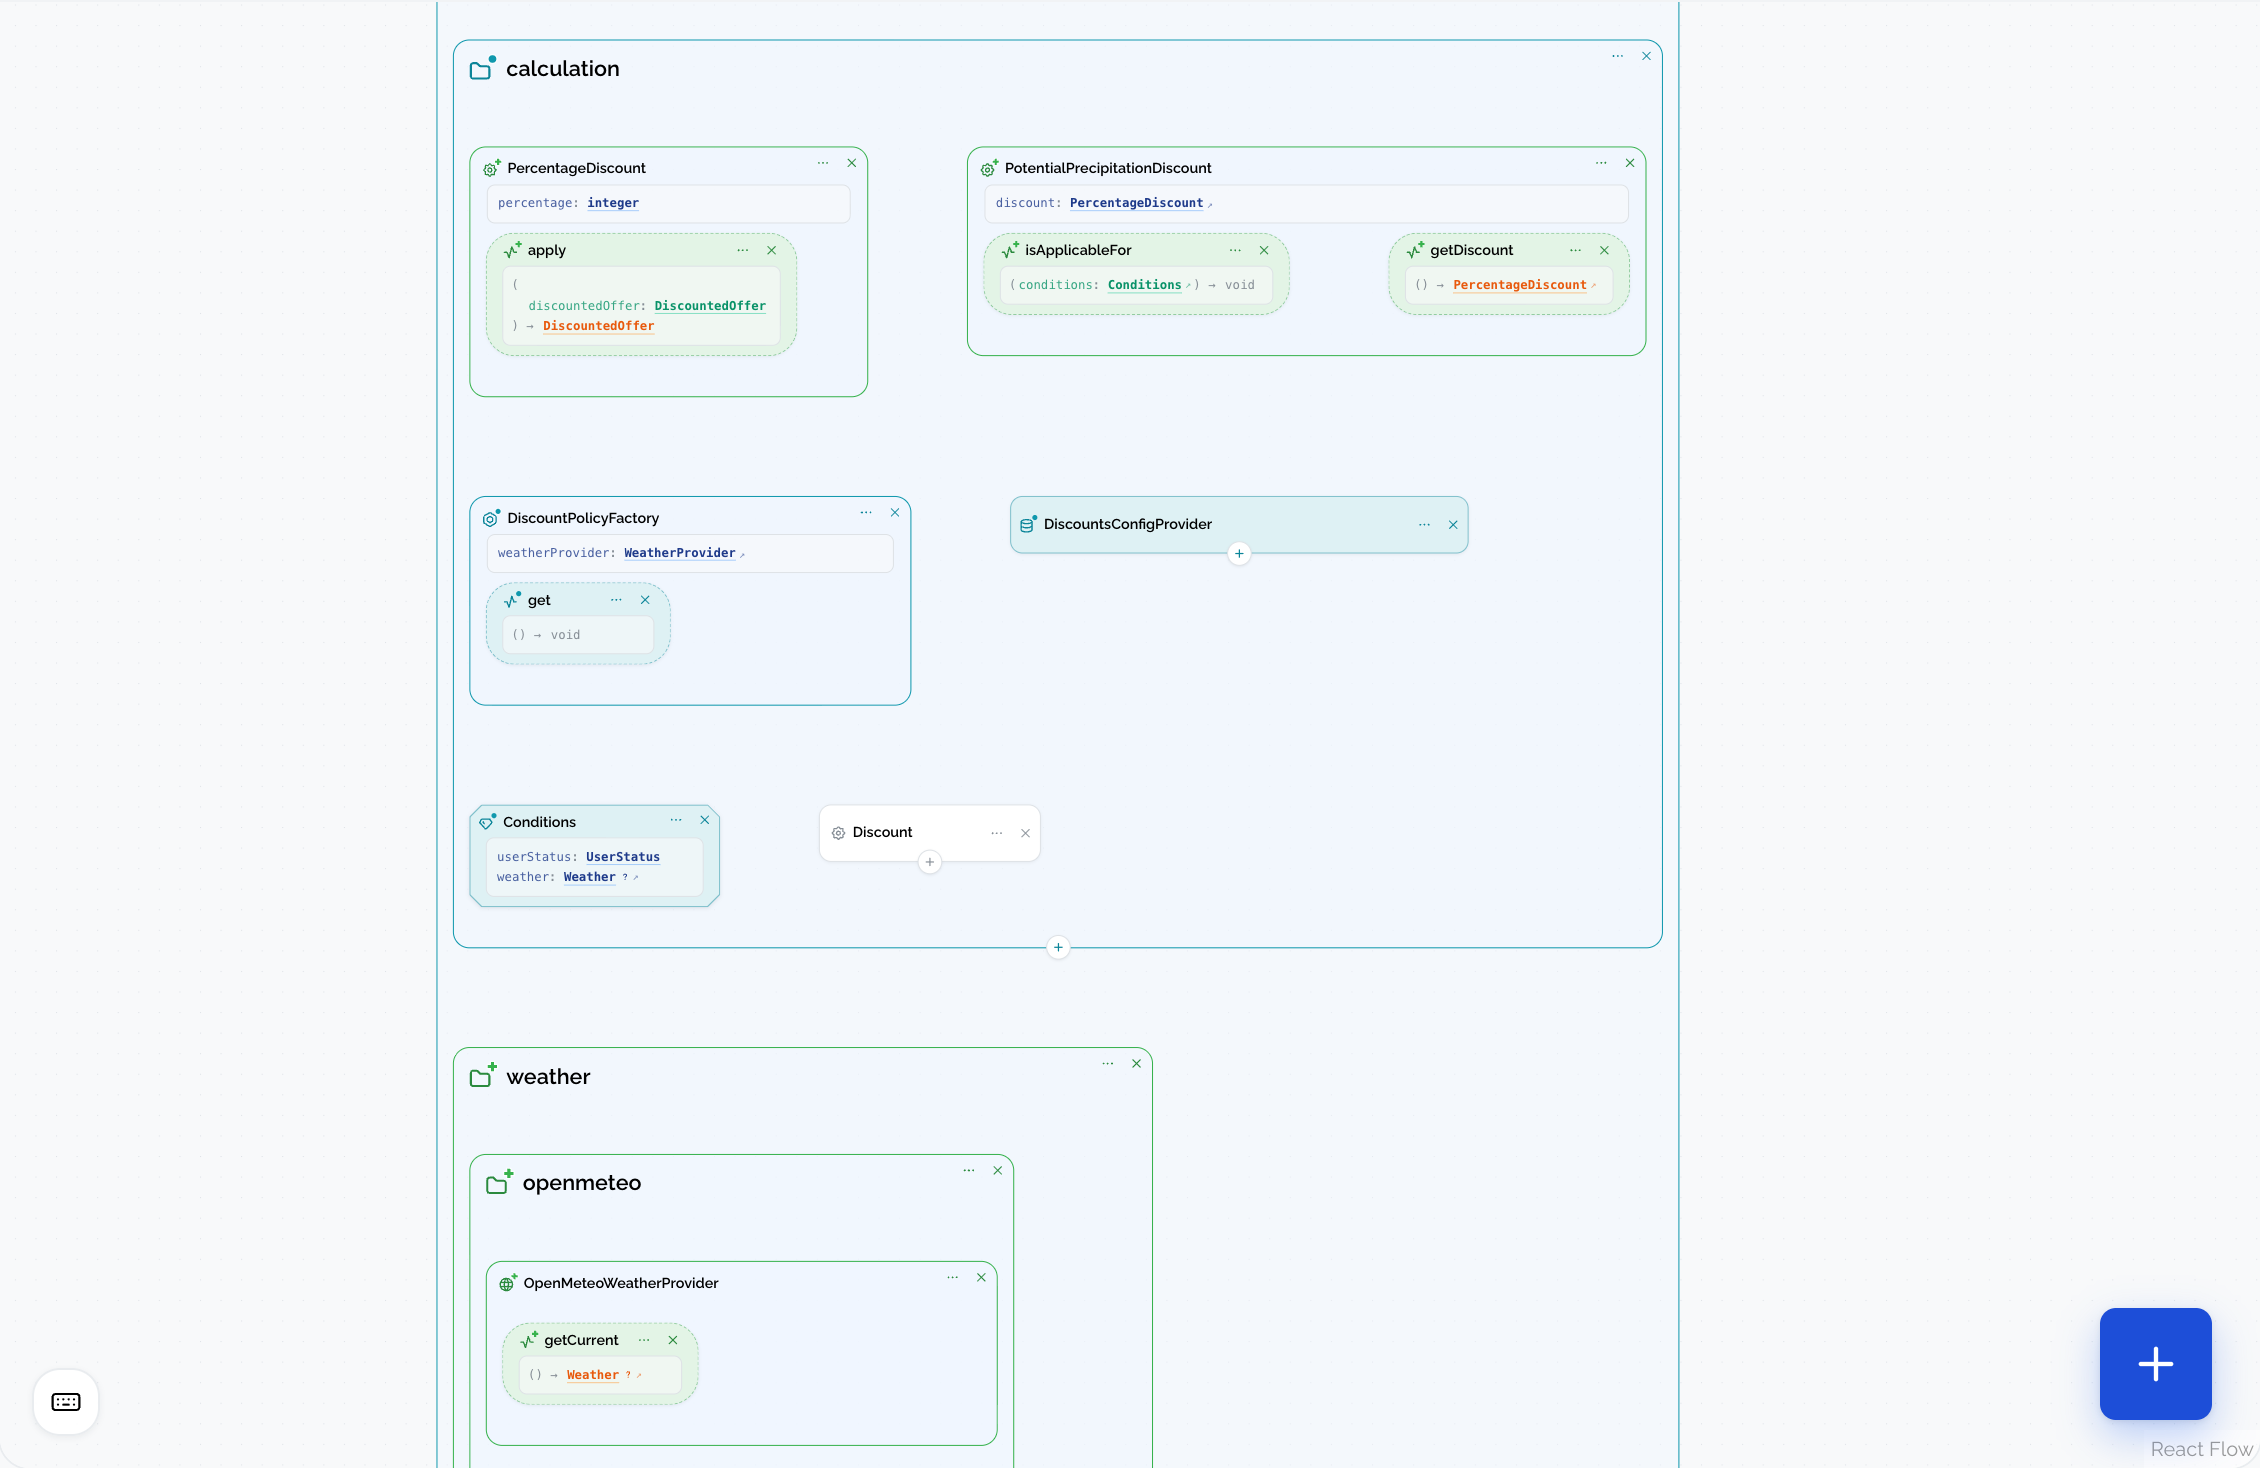 calculation
PercentageDiscount
percentage: integer
apply
(
discountedOffer: DiscountedOffer
) → DiscountedOffer
PotentialPrecipitationDiscount
discount: PercentageDiscount ↗
isApplicableFor
(conditions: Conditions ↗) → void
getDiscount
() → PercentageDiscount ↗
DiscountPolicyFactory
weatherProvider: WeatherProvider ↗
get
() → void
DiscountsConfigProvider
Conditions
userStatus: UserStatus
weather: Weather ? ↗
Discount
weather
openmeteo
OpenMeteoWeatherProvider
getCurrent
() → Weather ? ↗
React Flow